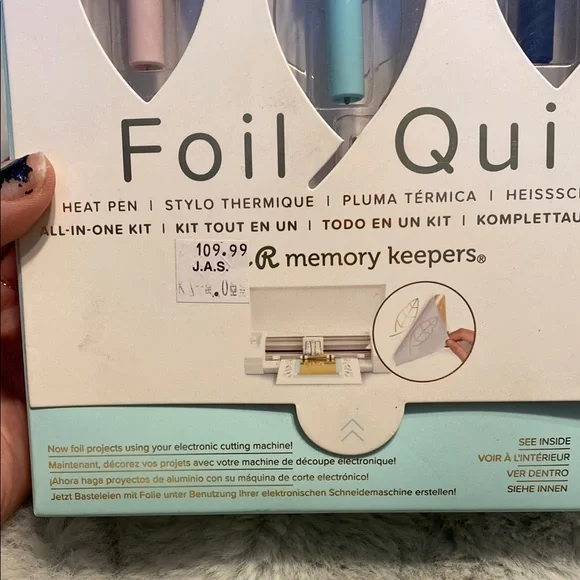 Foil Qui
HEAT PEN | STYLO THERMIQUE | PLUMA TÉRMICA | HEISSSC
ALL-IN-ONE KIT | KIT TOUT EN UN | TODO EN UN KIT | KOMPLETTAU
109.99
J.A.S.
R memory keepers®
Now foil projects using your electronic cutting machine!
Maintenant, décorez vos projets avec votre machine de découpe électronique!
¡Ahora haga proyectos de aluminio con su máquina de corte electrónico!
Jetzt Basteleien mit Folie unter Benutzung Ihrer elektronischen Schneidemaschine erstellen!
SEE INSIDE
VOIR À L'INTÉRIEUR
VER DENTRO
SIEHE INNEN